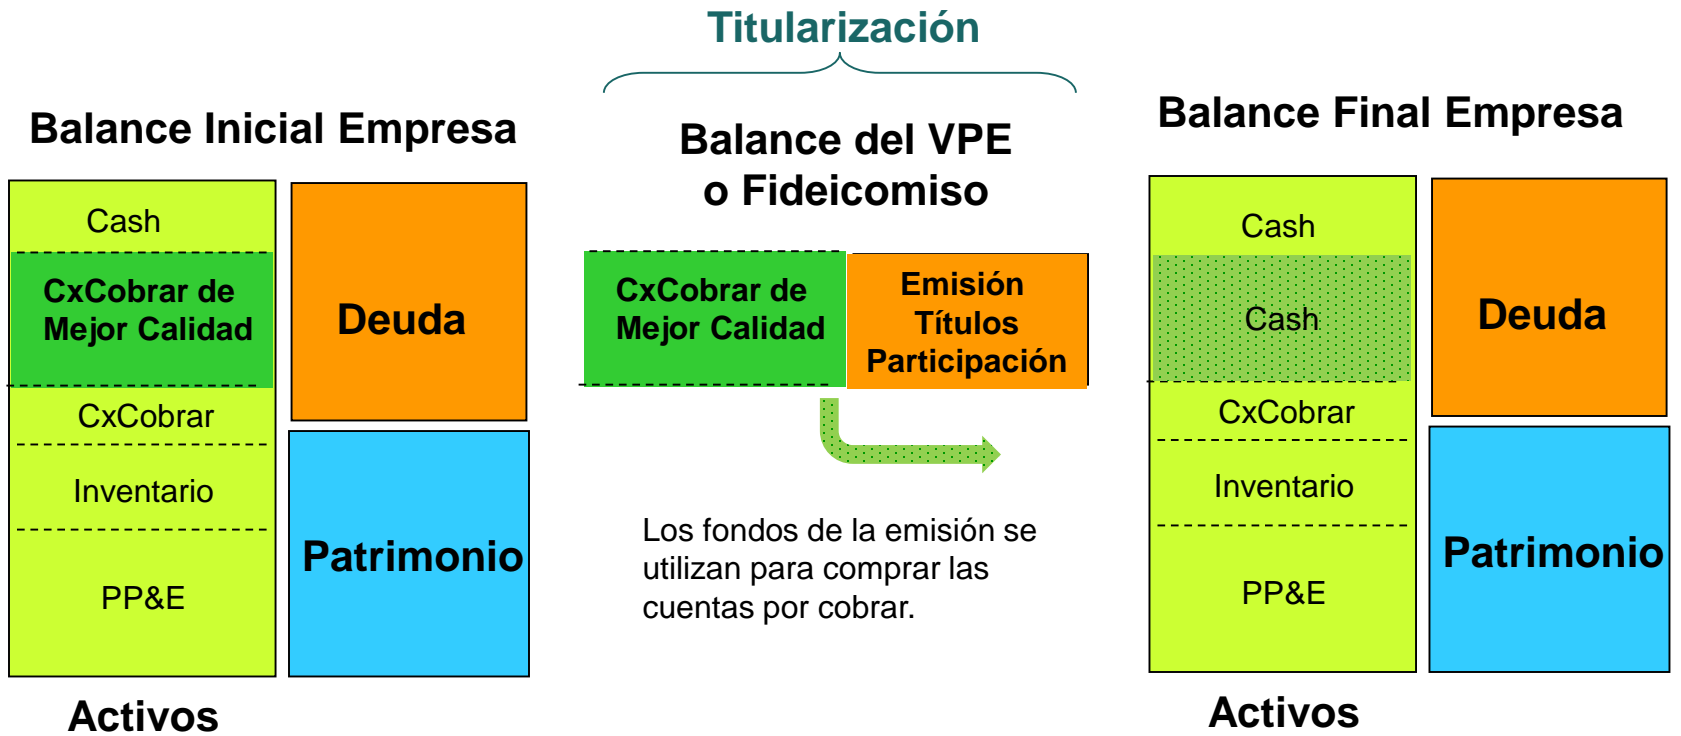 Titularización
Balance Inicial Empresa
Cash
CxCobrar de
Mejor Calidad
CxCobrar
Inventario
PP&E
Deuda
Patrimonio
Activos
Balance del VPE
o Fideicomiso
CxCobrar de
Mejor Calidad
Emisión
Títulos
Participación
Los fondos de la emisión se
utilizan para comprar las
cuentas por cobrar.
Balance Final Empresa
Cash
Cash
CxCobrar
Inventario
PP&E
Deuda
Patrimonio
Activos